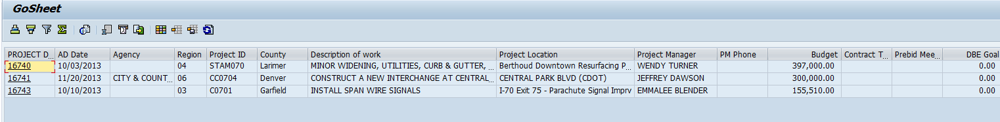 GoSheet
PROJECT D... AD Date Agency Region Project ID County Description of work Project Location Project Manager PM Phone Budget Contract T... Prebid Mee... DBE Goal
16740 10/03/2013 04 STAM070 Larimer MINOR WIDENING, UTILITIES, CURB & GUTTER, ... Berthoud Downtown Resurfacing P... WENDY TURNER 397,000.00 0.00
16741 11/20/2013 CITY & COUNT... 06 CC0704 Denver CONSTRUCT A NEW INTERCHANGE AT CENTRAL... CENTRAL PARK BLVD (CDOT) JEFFREY DAWSON 300,000.00 0.00
16743 10/10/2013 03 C0701 Garfield INSTALL SPAN WIRE SIGNALS I-70 Exit 75 - Parachute Signal Imprv EMMALEE BLENDER 155,510.00 0.00